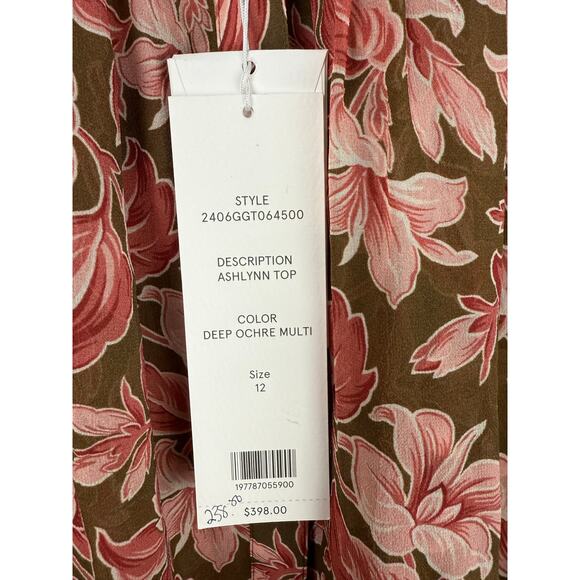 STYLE
2406GGT064500
DESCRIPTION
ASHLYNN TOP
COLOR
DEEP OCHRE MULTI
Size
12
197787055900
$398.00